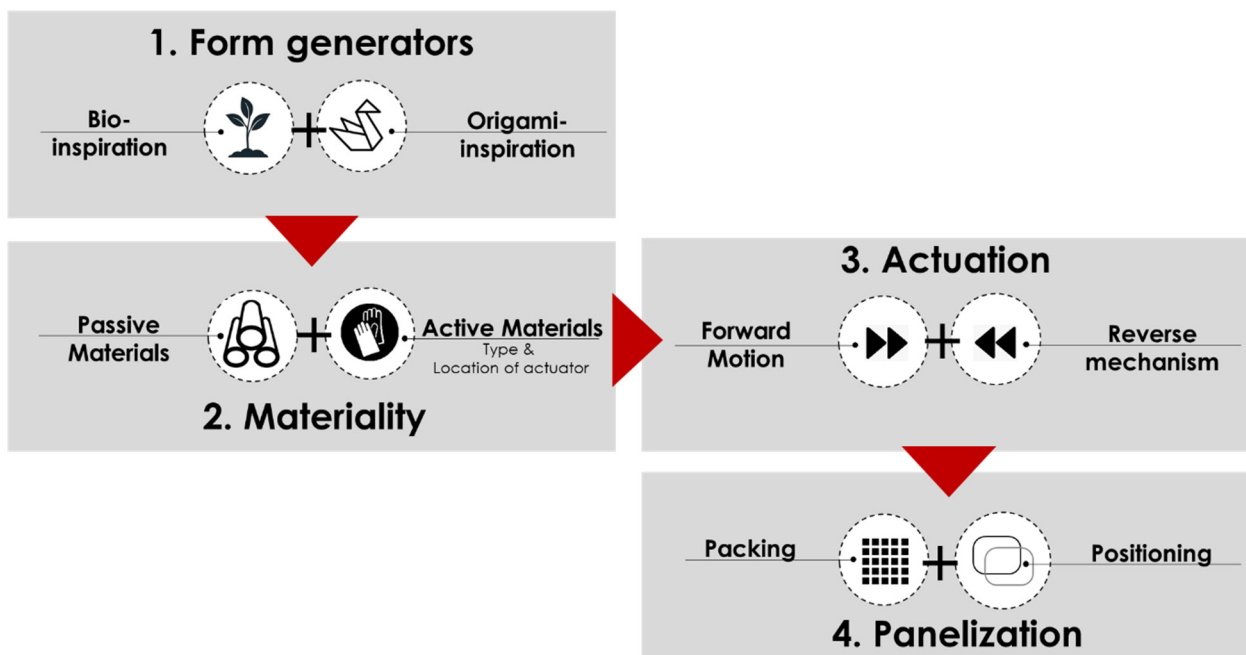 1. Form generators
Bio-
inspiration
Origami-
inspiration
Passive
Materials
Active Materials
Type &
Location of actuator
2. Materiality
3. Actuation
Forward
Motion
Reverse
mechanism
Packing
Positioning
4. Panelization